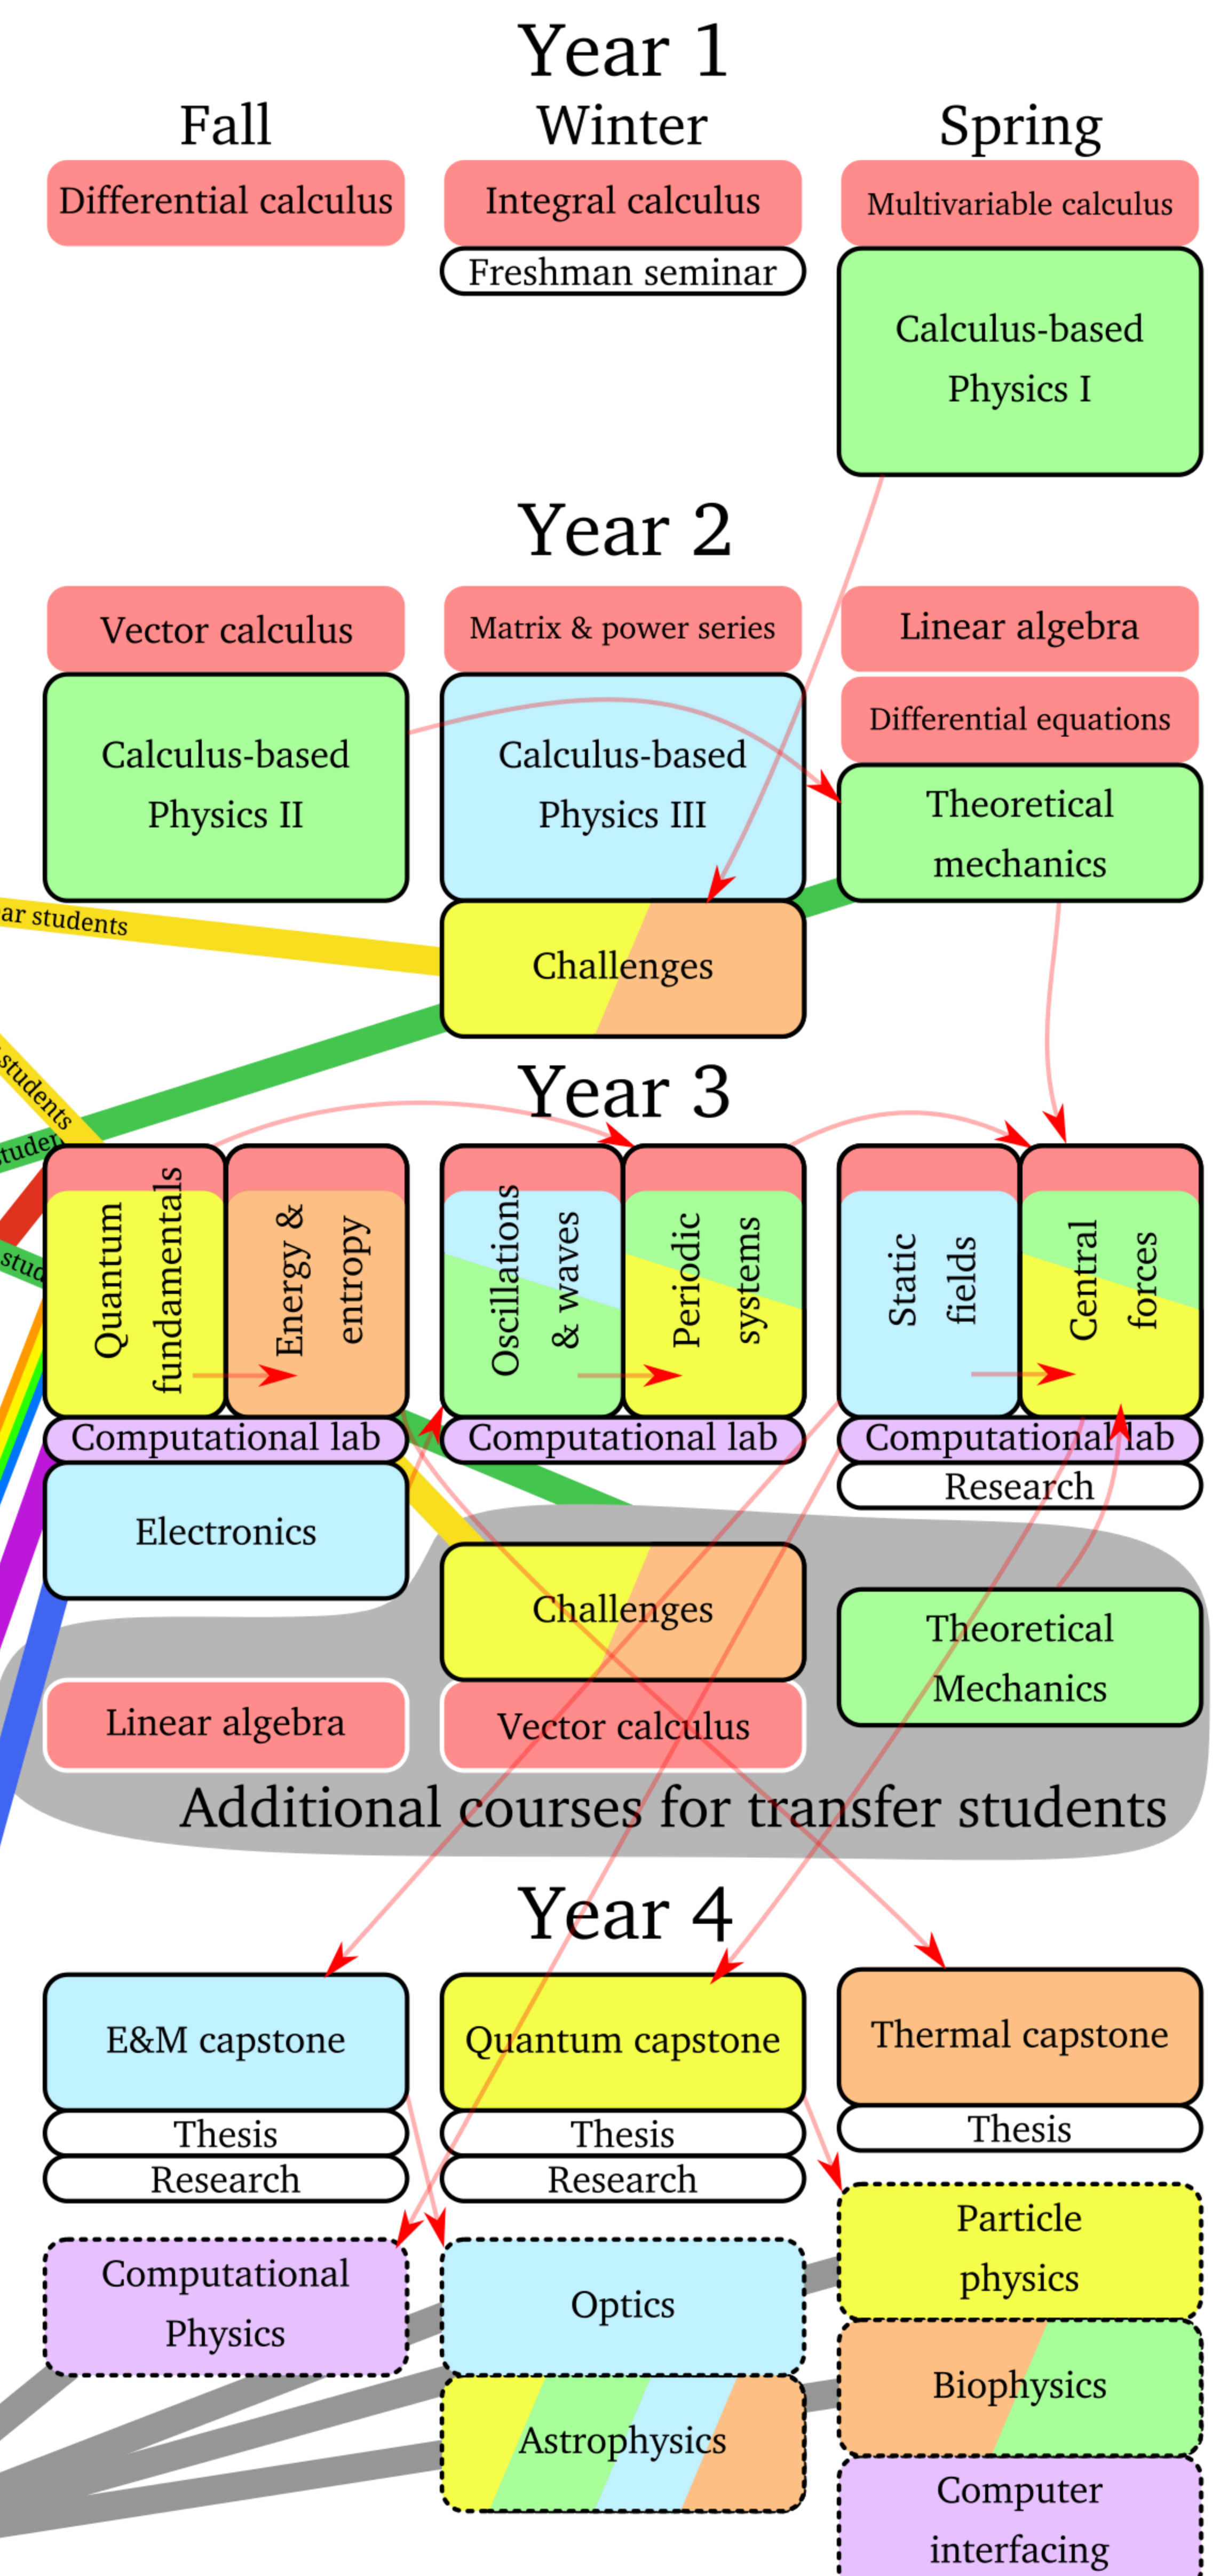 Year 1
Fall
Winter
Spring
Differential calculus
Integral calculus
Multivariable calculus
Freshman seminar
Calculus-based
Physics I
Year 2
Vector calculus
Matrix & power series
Linear algebra
Differential equations
Calculus-based
Physics II
Calculus-based
Physics III
Theoretical
mechanics
students
Challenges
Year 3
students
Quantum
fundamentals
Energy &
entropy
Oscillations
& waves
Periodic
systems
Static
fields
Central
forces
Computational lab
Computational lab
Computational lab
Research
Electronics
Challenges
Theoretical
Mechanics
Linear algebra
Vector calculus
Additional courses for transfer students
Year 4
E&M capstone
Quantum capstone
Thermal capstone
Thesis
Thesis
Thesis
Research
Research
Particle
physics
Computational
Physics
Optics
Biophysics
Astrophysics
Computer
interfacing